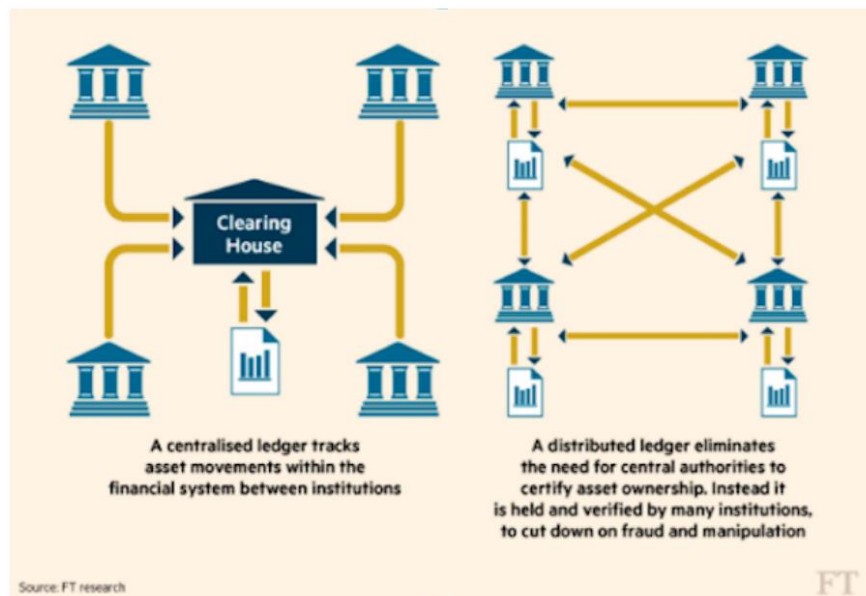 Clearing
House
A centralised ledger tracks
asset movements within the
financial system between institutions
A distributed ledger eliminates
the need for central authorities to
certify asset ownership. Instead it
is held and verified by many institutions,
to cut down on fraud and manipulation
Source: FT research
FT